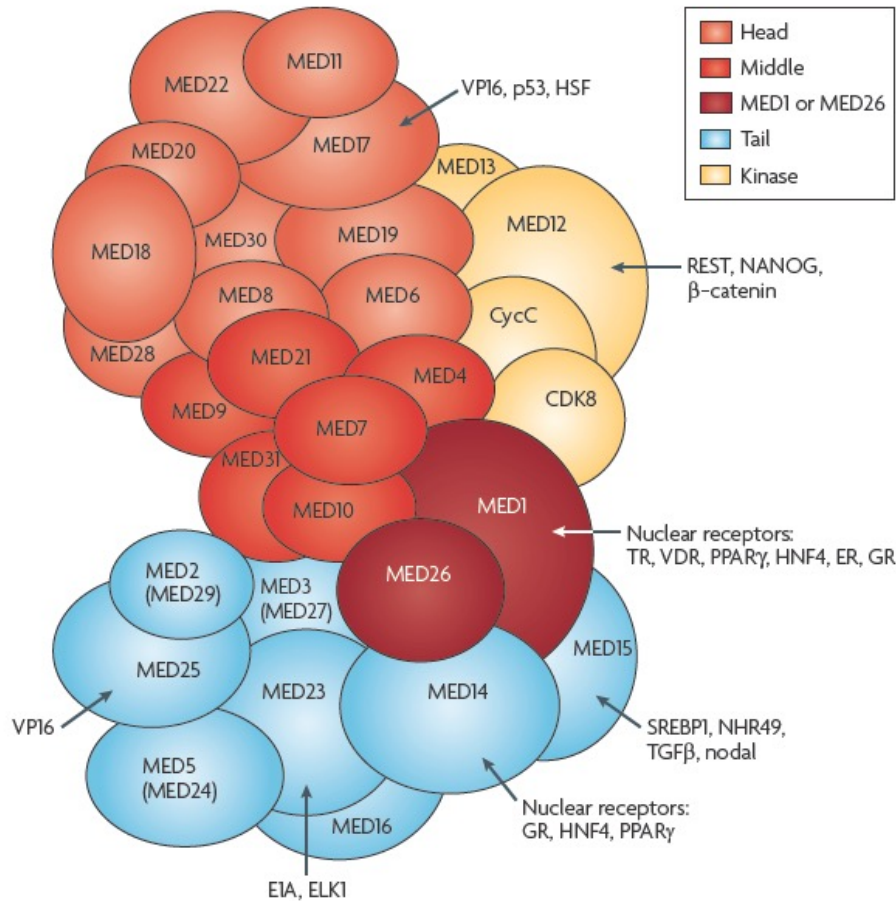 MED11
MED22
VP16, p53, HSF
MED17
MED20
MED13
MED12
MED18
MED30
MED19
REST, NANOG,
β-catenin
MED8
MED6
CycC
MED28
MED21
MED4
CDK8
MED9
MED7
MED31
MED10
MED1
Nuclear receptors:
TR, VDR, PPARγ, HNF4, ER, GR
MED26
MED2
(MED29)
MED3
(MED27)
MED15
MED25
MED23
MED14
VP16
SREBP1, NHR49,
TGFβ, nodal
MED5
(MED24)
MED16
Nuclear receptors:
GR, HNF4, PPARγ
E1A, ELK1
Head
Middle
MED1 or MED26
Tail
Kinase